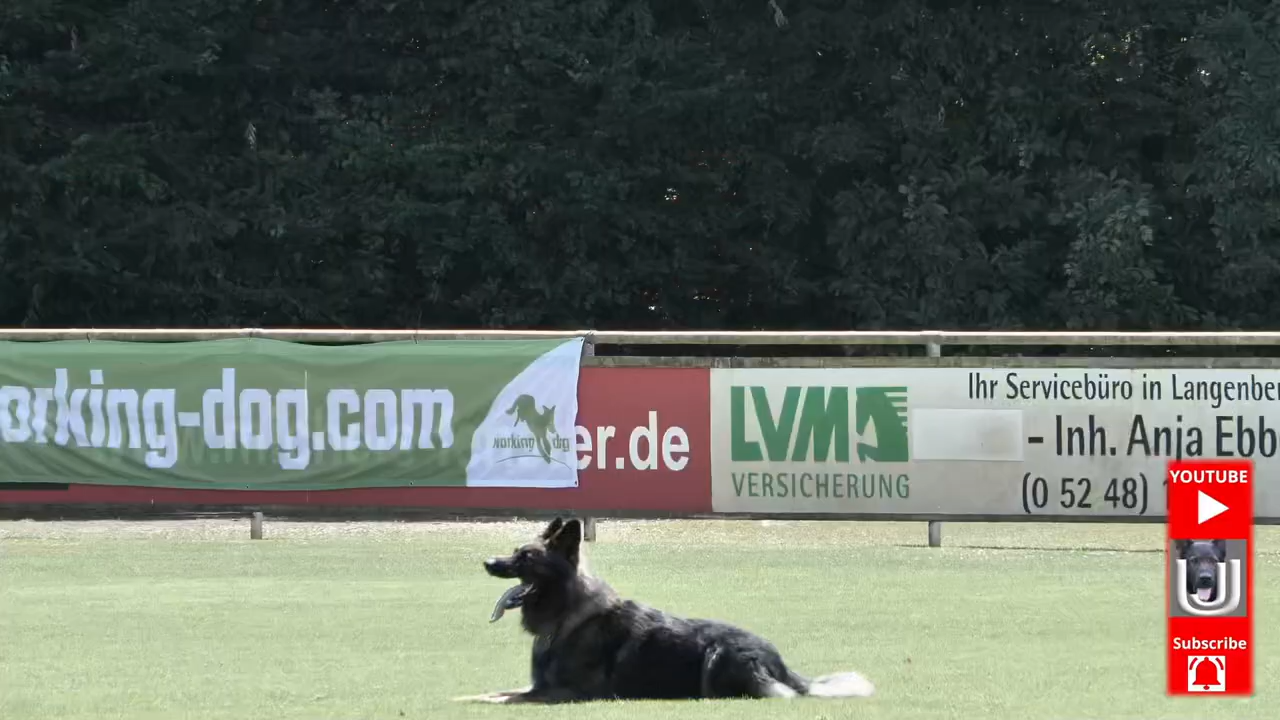 orking-dog.com
working dog
er.de
LVM
VERSICHERUNG
Ihr Servicebüro in Langenber
- Inh. Anja Ebb
(0 52 48)
YOUTUBE
U
Subscribe